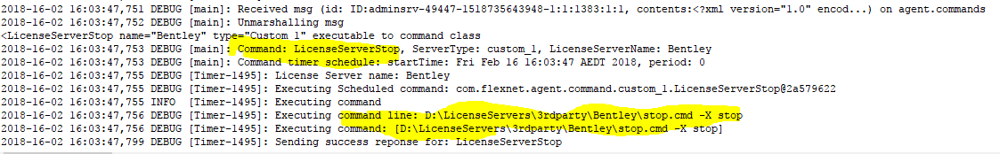 2018-16-02 16:03:47,751 DEBUG [main]: Received msg (id: ID:adminsrv-49447-1518735643948-1:1:1383:1:1, contents:<?xml version="1.0" encod...) on agent.commands
2018-16-02 16:03:47,752 DEBUG [main]: Unmarshalling msg
<LicenseServerStop name="Bentley" type="Custom 1" executable to command class
2018-16-02 16:03:47,753 DEBUG [main]: Command: LicenseServerStop, ServerType: custom_1, LicenseServerName: Bentley
2018-16-02 16:03:47,753 DEBUG [main]: Command timer schedule: startTime: Fri Feb 16 16:03:47 AEDT 2018, period: 0
2018-16-02 16:03:47,755 DEBUG [Timer-1495]: License Server name: Bentley
2018-16-02 16:03:47,755 DEBUG [Timer-1495]: Executing Scheduled command: com.flexnet.agent.command.custom_1.LicenseServerStop@2a579622
2018-16-02 16:03:47,755 INFO  [Timer-1495]: Executing command
2018-16-02 16:03:47,756 DEBUG [Timer-1495]: Executing command line: D:\LicenseServers\3rdparty\Bentley\stop.cmd -X stop
2018-16-02 16:03:47,756 DEBUG [Timer-1495]: Executing command: [D:\LicenseServers\3rdparty\Bentley\stop.cmd -X stop]
2018-16-02 16:03:47,799 DEBUG [Timer-1495]: Sending success reponse for: LicenseServerStop